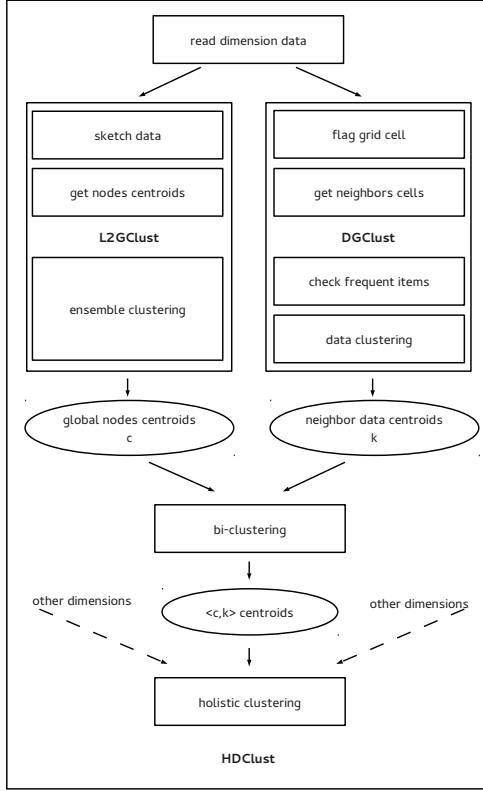 read dimension data
sketch data
get nodes centroids
L2GClust
ensemble clustering
flag grid cell
get neighbors cells
DGClust
check frequent items
data clustering
global nodes centroids
c
neighbor data centroids
k
bi-clustering
other dimensions
<c,k> centroids
other dimensions
holistic clustering
HDClust